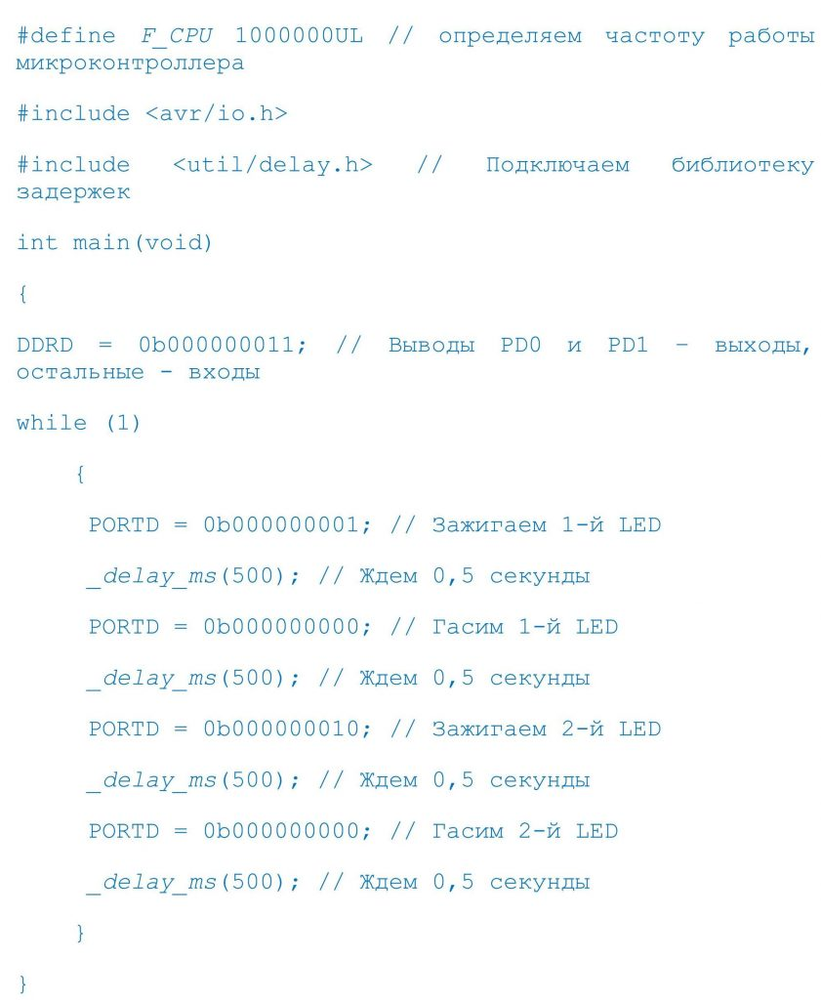 #define F_CPU 1000000UL // определяем частоту работы
микроконтроллера
#include <avr/io.h>
#include <util/delay.h> // Подключаем библиотеку
задержек
int main(void)
{
DDRD = 0b000000011; // Выводы PD0 и PD1 – выходы,
остальные - входы
while (1)
{
PORTD = 0b000000001; // Зажигаем 1-й LED
_delay_ms(500); // Ждем 0,5 секунды
PORTD = 0b000000000; // Гасим 1-й LED
_delay_ms(500); // Ждем 0,5 секунды
PORTD = 0b000000010; // Зажигаем 2-й LED
_delay_ms(500); // Ждем 0,5 секунды
PORTD = 0b000000000; // Гасим 2-й LED
_delay_ms(500); // Ждем 0,5 секунды
}
}